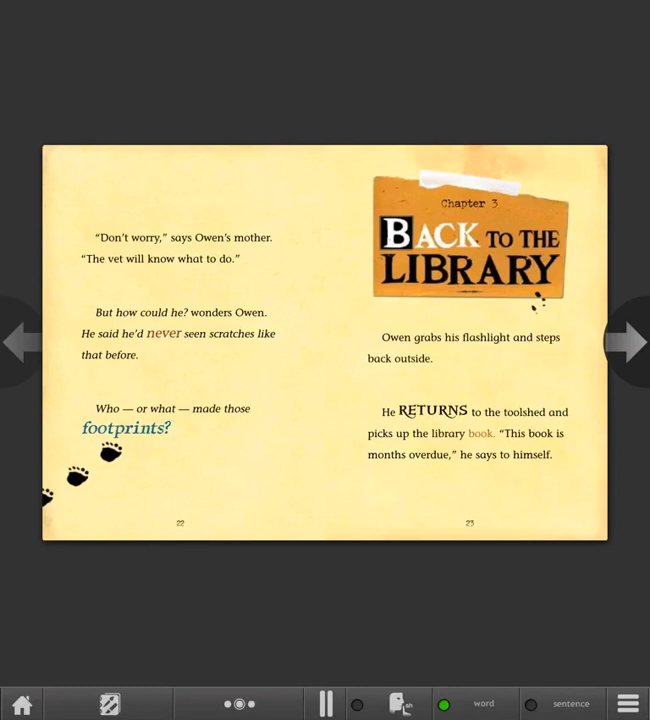 “Don’t worry,” says Owen’s mother.
“The vet will know what to do.”
But how could he? wonders Owen.
He said he’d never seen scratches like
that before.
Who — or what — made those
footprints?
22
Chapter 3
BACK TO THE
LIBRARY
Owen grabs his flashlight and steps
back outside.
He RETURNS to the toolshed and
picks up the library book. “This book is
months overdue,” he says to himself.
23
sh
word
sentence